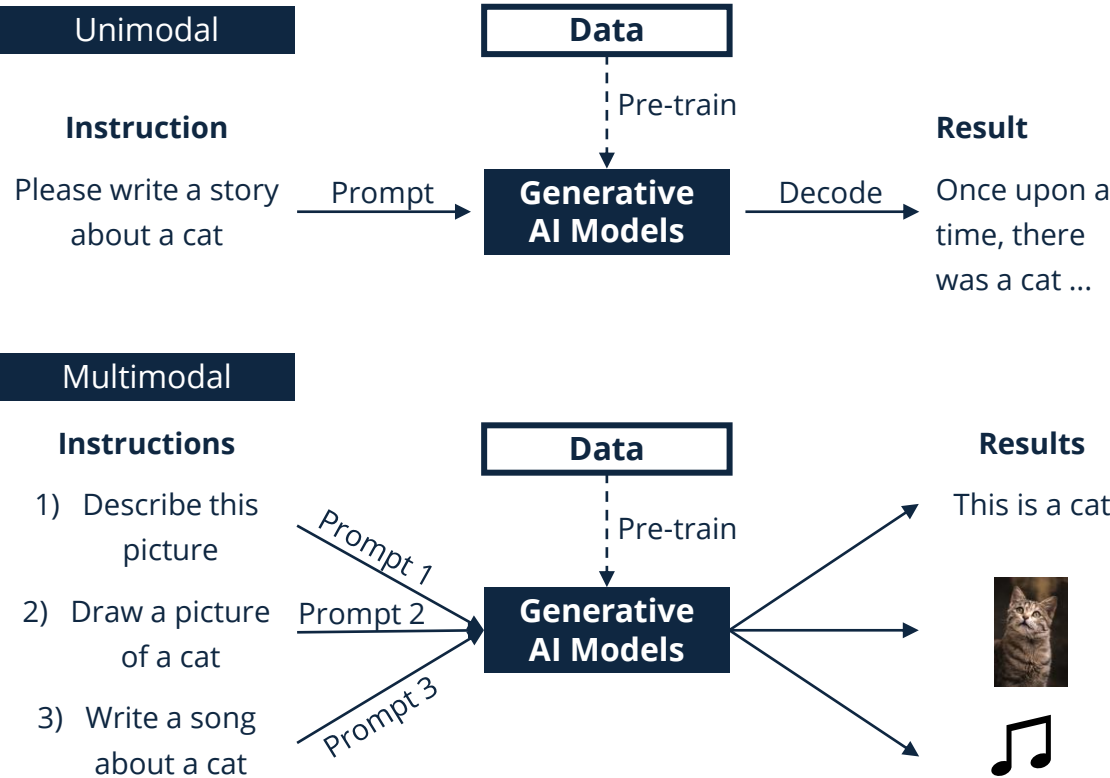 Unimodal
Data
Pre-train
Instruction
Result
Please write a story
about a cat
Prompt
Generative
AI Models
Decode
Once upon a
time, there
was a cat ...
Multimodal
Instructions
Data
Results
1) Describe this
picture
Prompt 1
Pre-train
This is a cat
2) Draw a picture
of a cat
Prompt 2
Generative
AI Models
3) Write a song
about a cat
Prompt 3